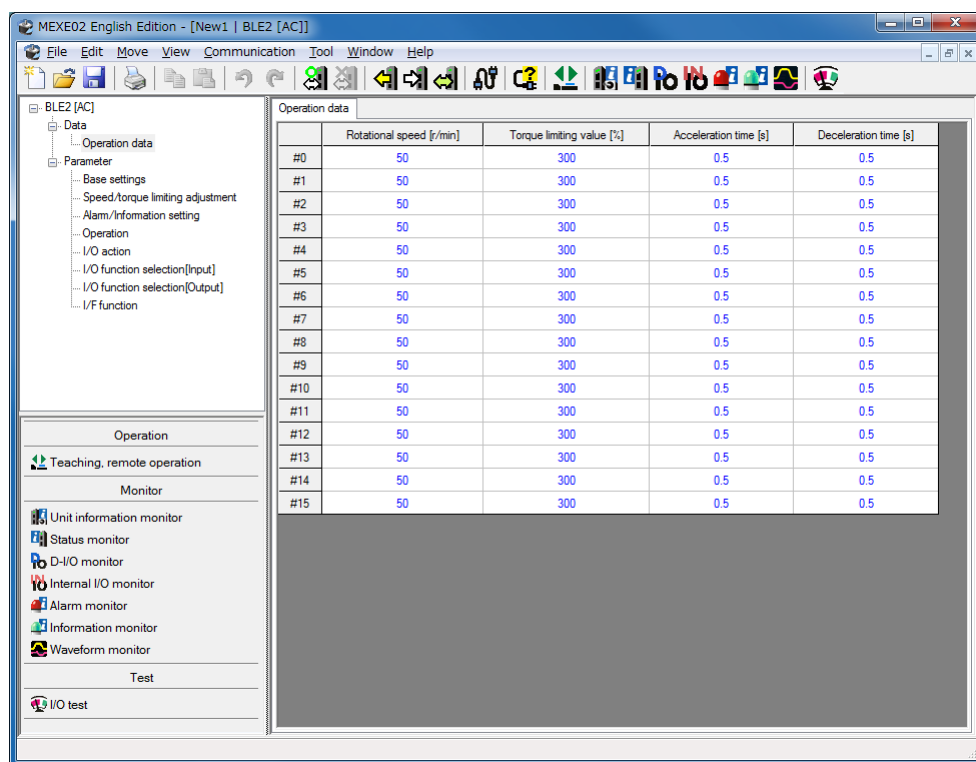 MEXE02 English Edition - [New1 | BLE2 [AC]]
File Edit Move View Communication Tool Window Help
BLE2 [AC]
Data
Operation data
Parameter
Base settings
Speed/torque limiting adjustment
Alarm/Information setting
Operation
I/O action
I/O function selection[Input]
I/O function selection[Output]
I/F function
Operation
Teaching, remote operation
Monitor
Unit information monitor
Status monitor
D-I/O monitor
Internal I/O monitor
Alarm monitor
Information monitor
Waveform monitor
Test
I/O test
Operation data
Rotational speed [r/min] Torque limiting value [%] Acceleration time [s] Deceleration time [s]
#0 50 300 0.5 0.5
#1 50 300 0.5 0.5
#2 50 300 0.5 0.5
#3 50 300 0.5 0.5
#4 50 300 0.5 0.5
#5 50 300 0.5 0.5
#6 50 300 0.5 0.5
#7 50 300 0.5 0.5
#8 50 300 0.5 0.5
#9 50 300 0.5 0.5
#10 50 300 0.5 0.5
#11 50 300 0.5 0.5
#12 50 300 0.5 0.5
#13 50 300 0.5 0.5
#14 50 300 0.5 0.5
#15 50 300 0.5 0.5